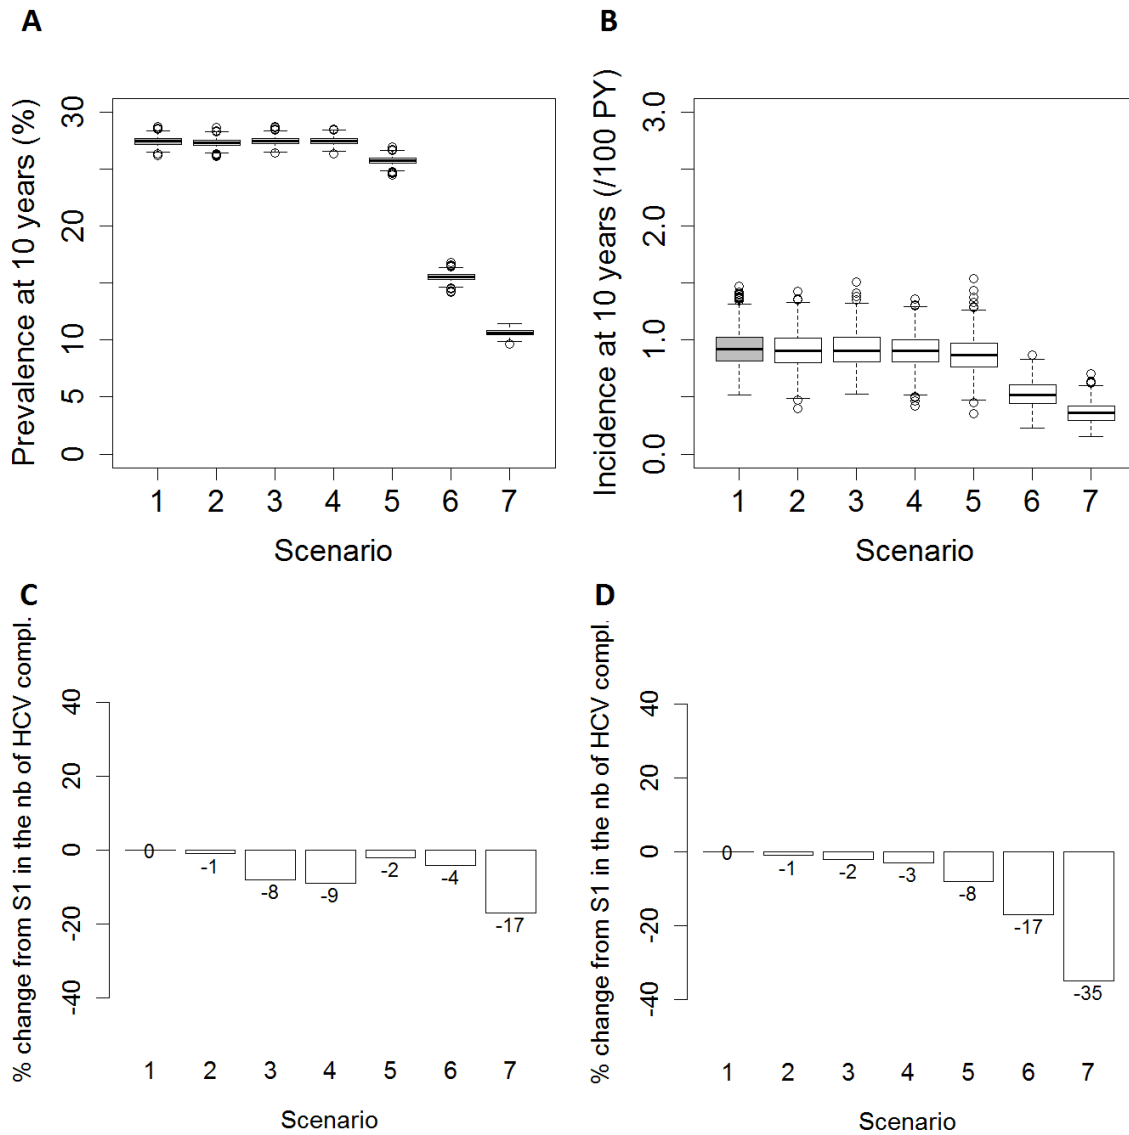 A
Prevalence at 10 years (%)
30
20
10
5
0
1 2 3 4 5 6 7
Scenario
B
Incidence at 10 years (/100 PY)
3.0
2.0
1.0
0.0
1 2 3 4 5 6 7
Scenario
C
% change from S1 in the nb of HCV compl.
40
20
0
-20
-40
0 -1 -8 -9 -2 -4 -17
1 2 3 4 5 6 7
Scenario
D
% change from S1 in the nb of HCV compl.
40
20
0
-20
-40
0 -1 -2 -3 -8 -17 -35
1 2 3 4 5 6 7
Scenario